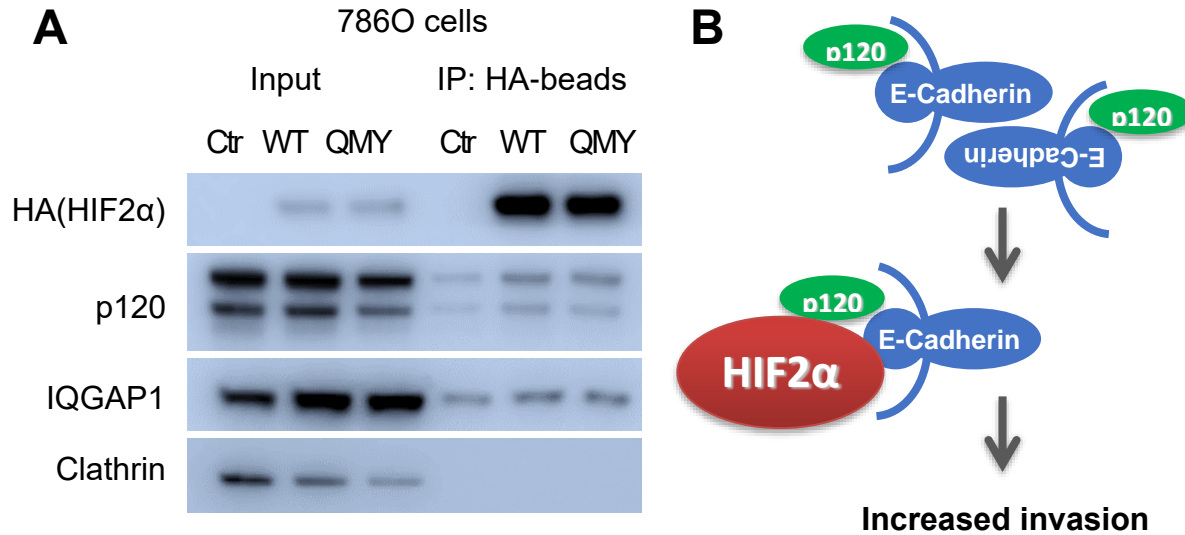 A
786O cells
Input
IP: HA-beads
Ctr WT QMY
Ctr WT QMY
HA(HIF2α)
p120
IQGAP1
Clathrin
B
p120
E-Cadherin
p120
E-Cadherin
p120
E-Cadherin
HIF2α
Increased invasion